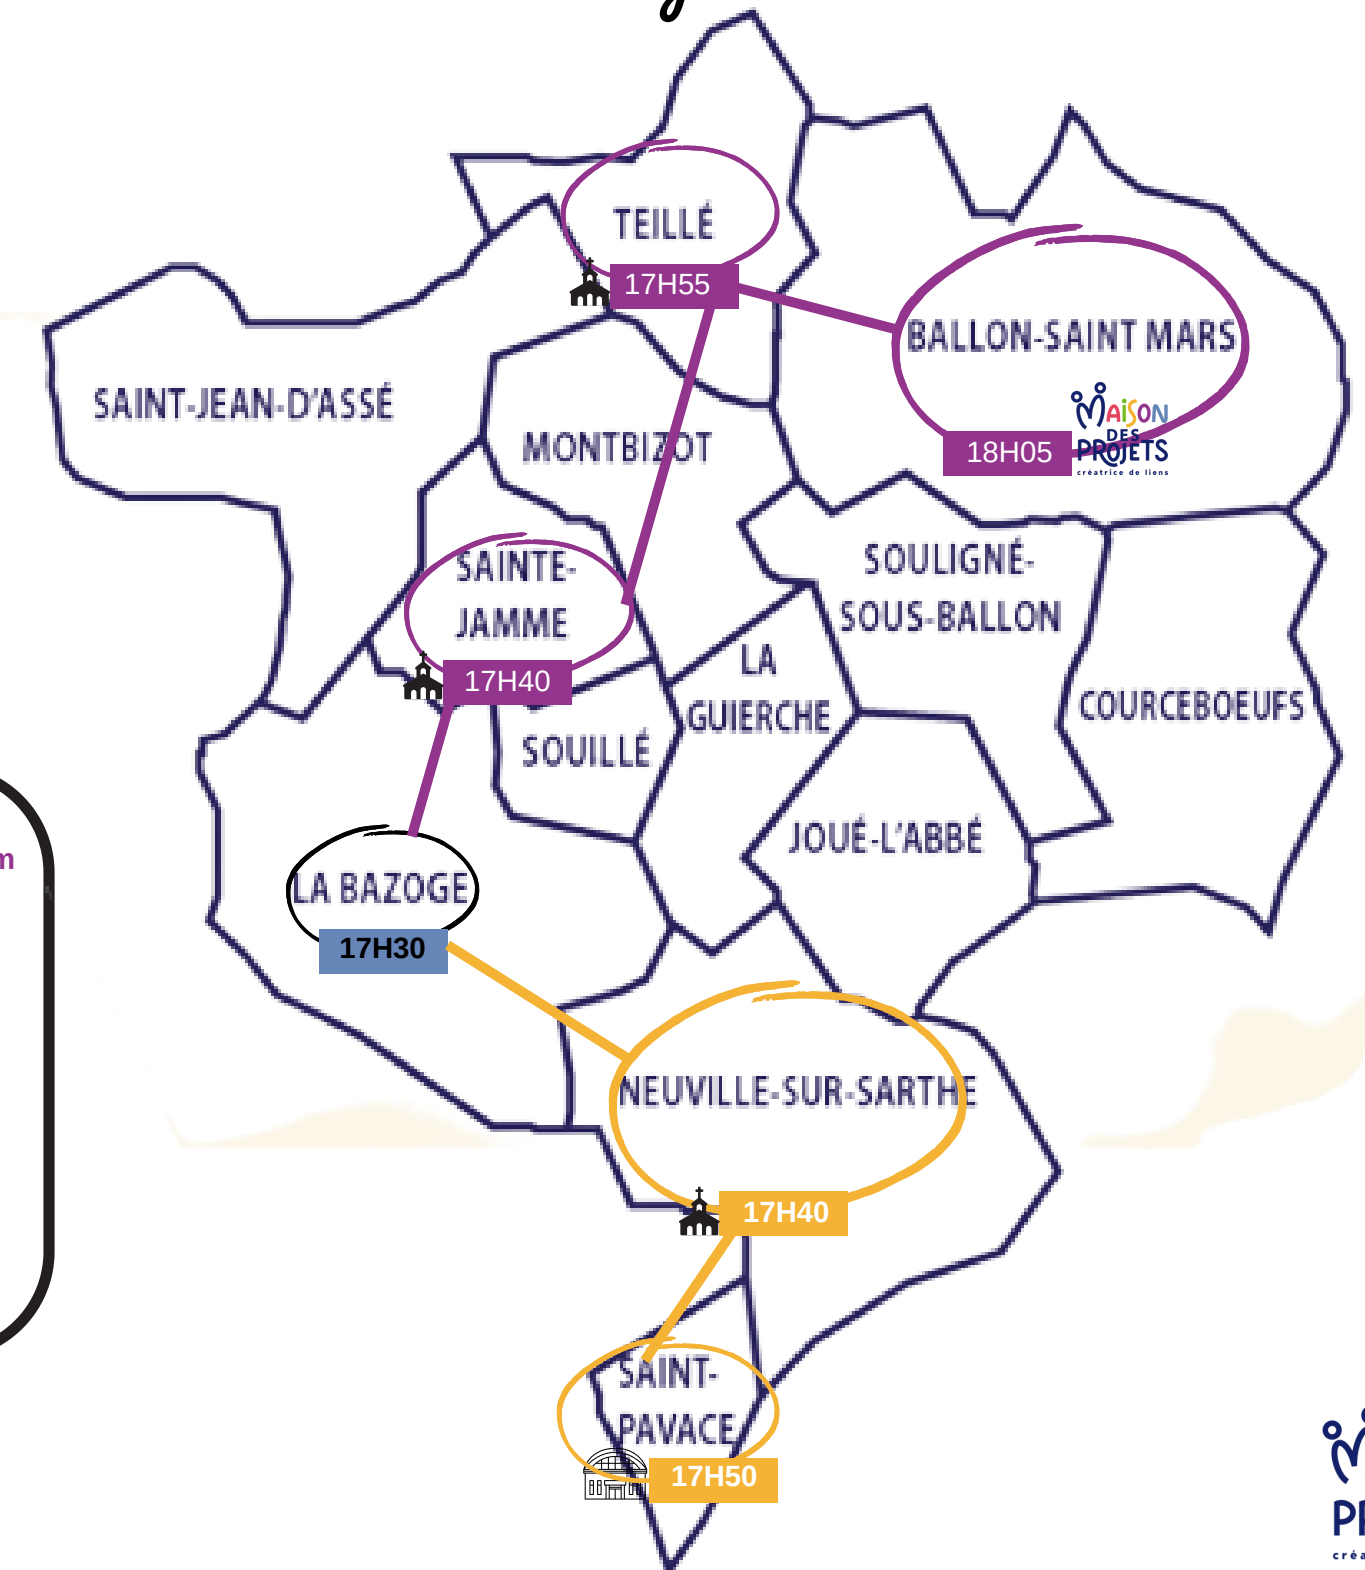 TEILLÉ
17H55
BALLON-SAINT MARS
SAINT-JEAN-D'ASSÉ
MAiSON
DES
PROJETS
créatrice de liens
MONTBIZOT
18H05
SAINTE-
JAMME
SOULIGNÉ-
SOUS-BALLON
LA
GUIERCHE
17H40
COURCEBOEUFS
SOUILLÉ
JOUÉ-L'ABBÉ
m
LA BAZOGE
17H30
NEUVILLE-SUR-SARTHE
17H40
SAINT-
PAVACE
17H50